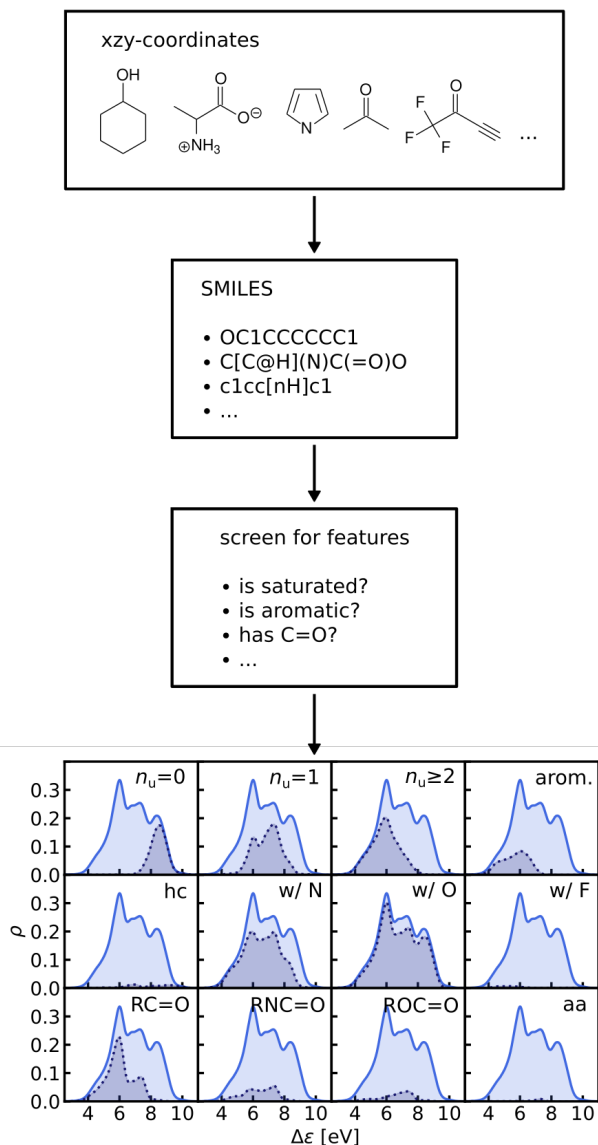 xzy-coordinates
OH
O
O⊖
⊕NH₃
N
O
O
F
F
F
...
SMILES
• OC1CCCCCC1
• C[C@H](N)C(=O)O
• c1cc[nH]c1
• ...
screen for features
• is saturated?
• is aromatic?
• has C=O?
• ...
nᵤ=0
nᵤ=1
nᵤ≥2
arom.
0.3
0.2
0.1
0.0
hc
w/ N
w/ O
w/ F
0.3
0.2
0.1
0.0
ρ
RC=O
RNC=O
ROC=O
aa
0.3
0.2
0.1
0.0
4 6 8 10 4 6 8 10 4 6 8 10 4 6 8 10
Δε [eV]